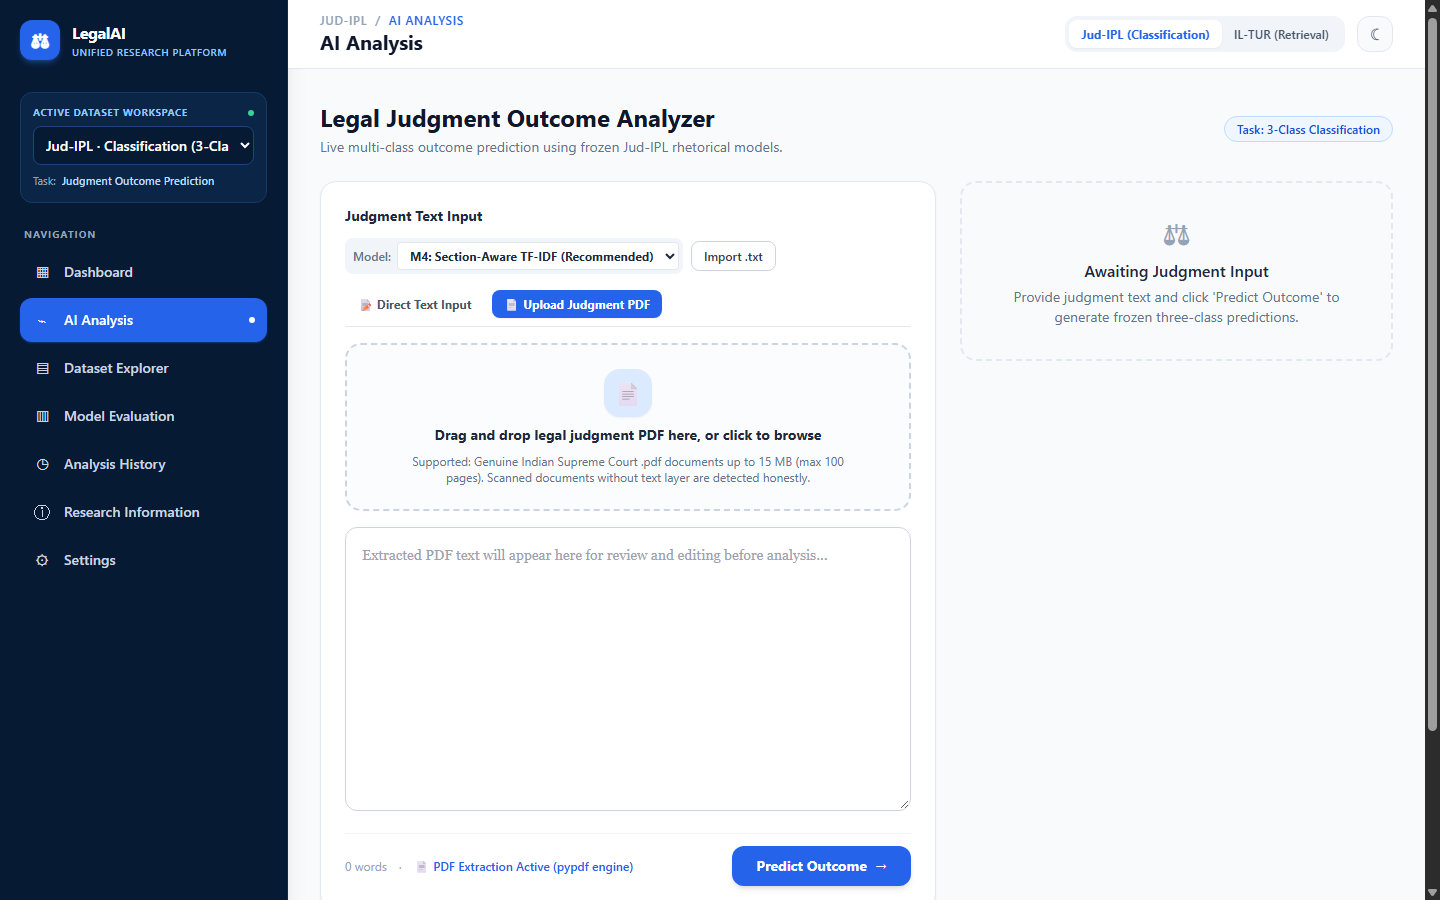 LegalAI
UNIFIED RESEARCH PLATFORM
ACTIVE DATASET WORKSPACE
Jud-IPL · Classification (3-Cla
Task: Judgment Outcome Prediction
NAVIGATION
Dashboard
AI Analysis
Dataset Explorer
Model Evaluation
Analysis History
Research Information
Settings
JUD-IPL / AI ANALYSIS
AI Analysis
Jud-IPL (Classification)
IL-TUR (Retrieval)
Legal Judgment Outcome Analyzer
Live multi-class outcome prediction using frozen Jud-IPL rhetorical models.
Task: 3-Class Classification
Judgment Text Input
Model: M4: Section-Aware TF-IDF (Recommended)
Import .txt
Direct Text Input
Upload Judgment PDF
Drag and drop legal judgment PDF here, or click to browse
Supported: Genuine Indian Supreme Court .pdf documents up to 15 MB (max 100
pages). Scanned documents without text layer are detected honestly.
Extracted PDF text will appear here for review and editing before analysis...
0 words · PDF Extraction Active (pypdf engine)
Predict Outcome →
Awaiting Judgment Input
Provide judgment text and click 'Predict Outcome' to
generate frozen three-class predictions.